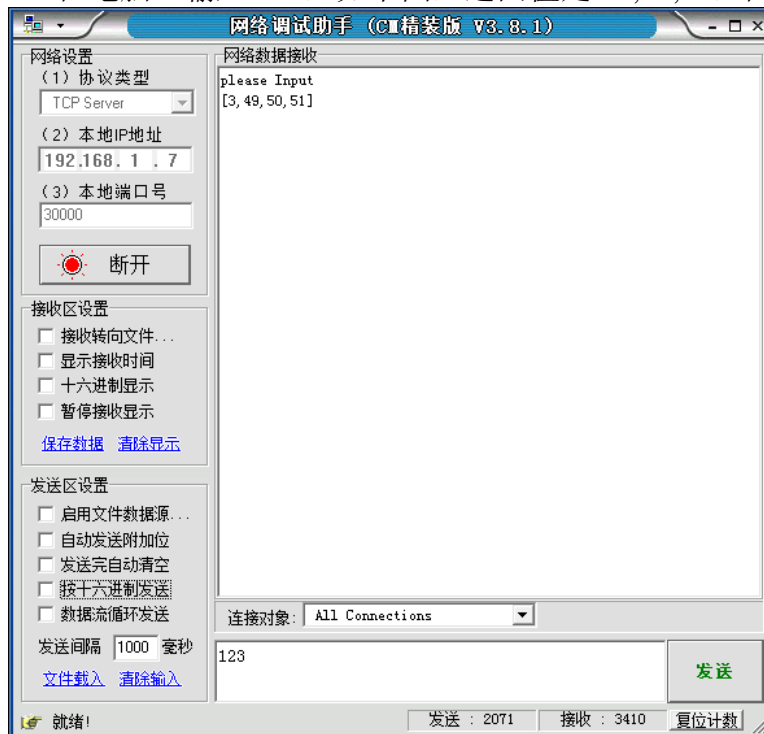 网络调试助手 (CM精装版 V3.8.1)
网络设置
(1) 协议类型
TCP Server
(2) 本地IP地址
192.168. 1 . 7
(3) 本地端口号
30000
断开
接收区设置
接收转向文件...
显示接收时间
十六进制显示
暂停接收显示
保存数据 清除显示
发送区设置
启用文件数据源...
自动发送附加位
发送完自动清空
按十六进制发送
数据流循环发送
发送间隔 1000 毫秒
文件载入 清除输入
网络数据接收
please Input
[3,49,50,51]
连接对象: All Connections
123
发送
就绪!
发送 : 2071
接收 : 3410
复位计数